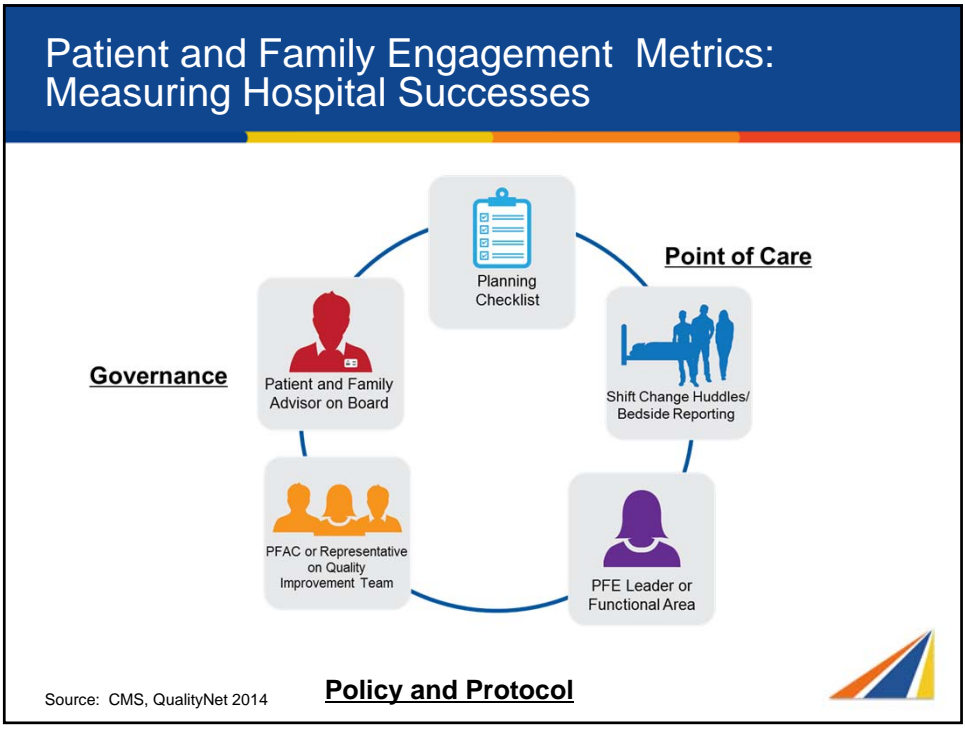 Patient and Family Engagement  Metrics:
Measuring Hospital Successes
Planning
Checklist
Point of Care
Shift Change Huddles/
Bedside Reporting
Governance
Patient and Family
Advisor on Board
PFAC or Representative
on Quality
Improvement Team
PFE Leader or
Functional Area
Source:  CMS, QualityNet 2014
Policy and Protocol